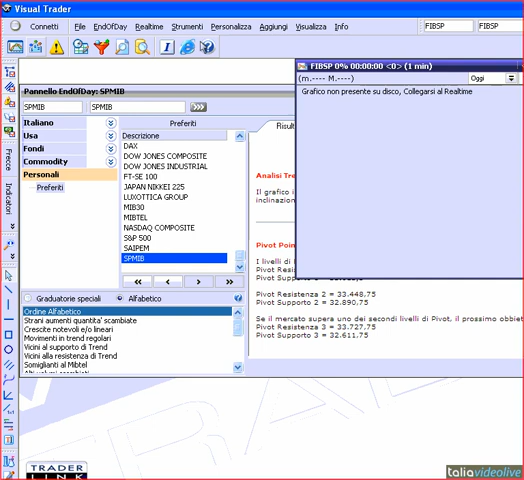 Visual Trader
Connetti File EndOfDay Realtime Strumenti Personalizza Aggiungi Visualizza Info FIBSP FIBSP
FIBSP 0% 00:00:00 <0> (1 min)
(m.---- M.----) Oggi
Grafico non presente su disco, Collegarsi al Realtime
Pannello EndOfDay: SPMIB
SPMIB SPMIB
Italiano
Usa
Fondi
Commodity
Personali
Preferiti
Preferiti
Descrizione
DAX
DOW JONES COMPOSITE
DOW JONES INDUSTRIAL
FT-SE 100
JAPAN NIKKEI 225
LUXOTTICA GROUP
MIB30
MIBTEL
NASDAQ COMPOSITE
S&P 500
SAIPEM
SPMIB
Risult
Analisi Tre
Il grafico i
inclinazion
Pivot Poin
I livelli di
Pivot Resis
Pivot Resistenza 2 = 33.448,75
Pivot Supporto 2 = 32.890,75
Se il mercato supera uno dei secondi livelli di Pivot, il prossimo obiet
Pivot Resistenza 3 = 33.727,75
Pivot Supporto 3 = 32.611,75
Graduatorie speciali Alfabetico
Ordine Alfabetico
Strani aumenti quantita' scambiate
Crescite notevoli e/o lineari
Movimenti in trend regolari
Vicini al supporto di Trend
Vicini alla resistenza di Trend
Somiglianti al Mibtel
Frecce
Indicatori
TRADER
LINK
italiavideolive